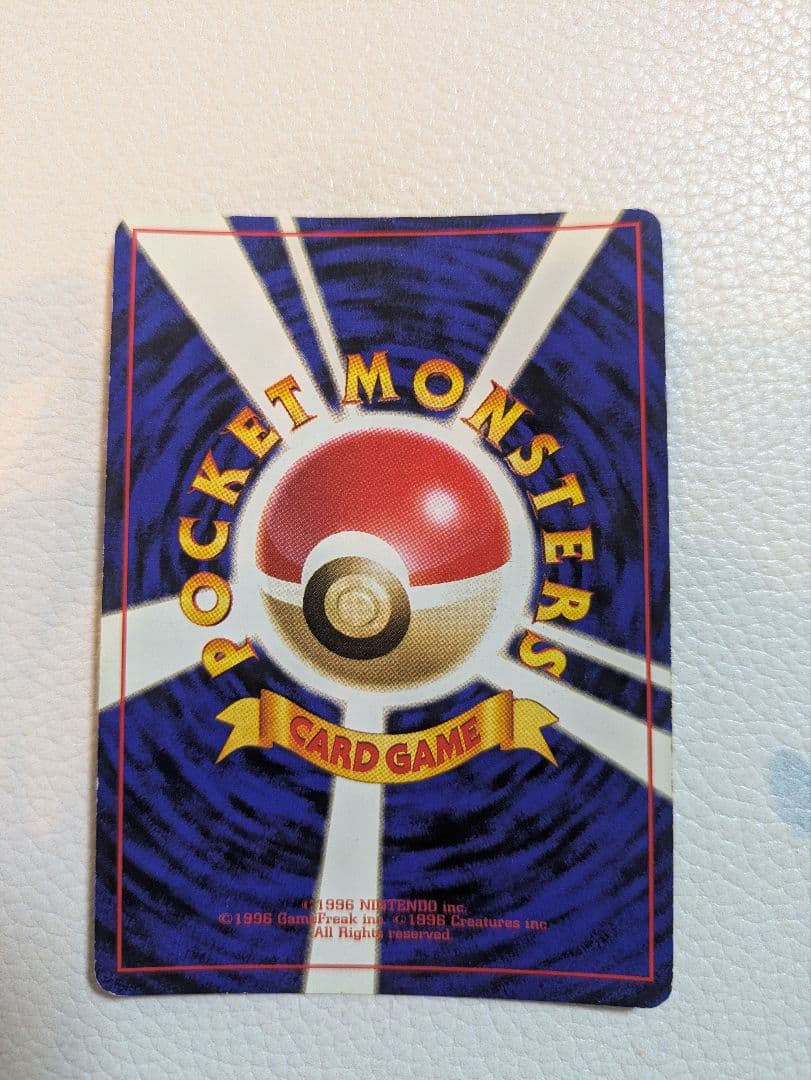 POCKET MONSTERS
CARD GAME
©1996 NINTENDO inc.
©1996 GameFreak inc. ©1996 Creatures inc.
All Rights reserved.